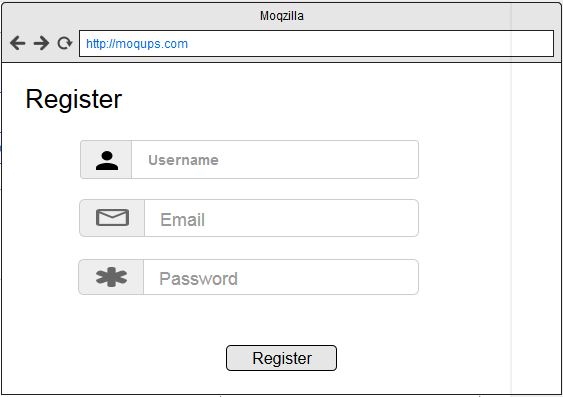 Moqzilla
http://moqups.com
Register
Username
Email
Password
Register